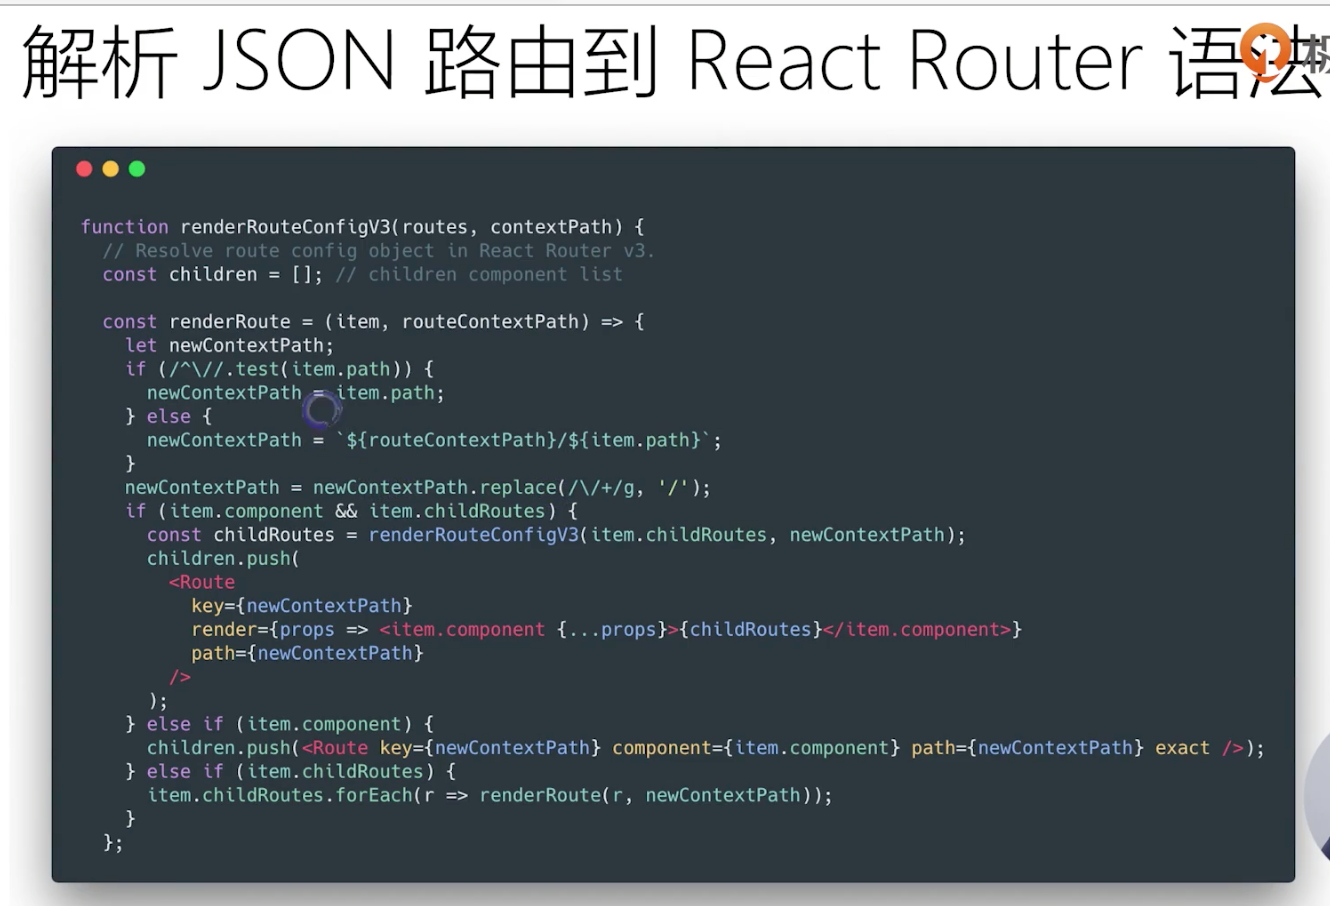 解析 JSON 路由到 React Router 语法
function renderRouteConfigV3(routes, contextPath) {
  // Resolve route config object in React Router v3.
  const children = []; // children component list

  const renderRoute = (item, routeContextPath) => {
    let newContextPath;
    if (/^\//.test(item.path)) {
      newContextPath = item.path;
    } else {
      newContextPath = `${routeContextPath}/${item.path}`;
    }
    newContextPath = newContextPath.replace(/\/+/g, '/');
    if (item.component && item.childRoutes) {
      const childRoutes = renderRouteConfigV3(item.childRoutes, newContextPath);
      children.push(
        <Route
          key={newContextPath}
          render={props => <item.component {...props}>{childRoutes}</item.component>}
          path={newContextPath}
        />
      );
    } else if (item.component) {
      children.push(<Route key={newContextPath} component={item.component} path={newContextPath} exact />);
    } else if (item.childRoutes) {
      item.childRoutes.forEach(r => renderRoute(r, newContextPath));
    }
  };